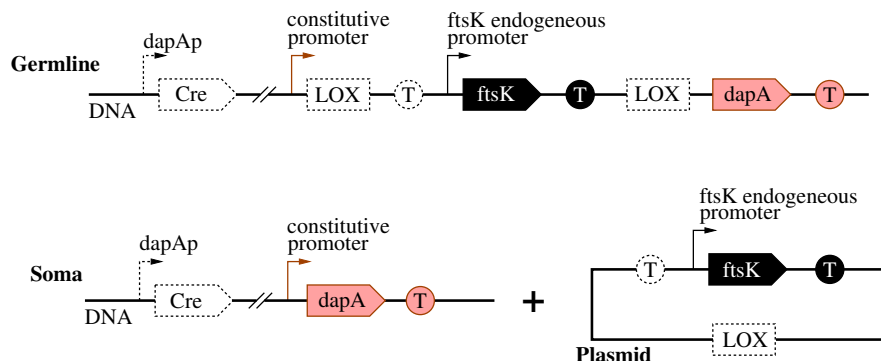 constitutive
promoter
ftsK endogeneous
promoter
dapAp
Germline
Cre
LOX
T
ftsK
T
LOX
dapA
T
DNA
ftsK endogeneous
promoter
dapAp
constitutive
promoter
Soma
T
ftsK
T
Cre
dapA
T
+
DNA
LOX
Plasmid